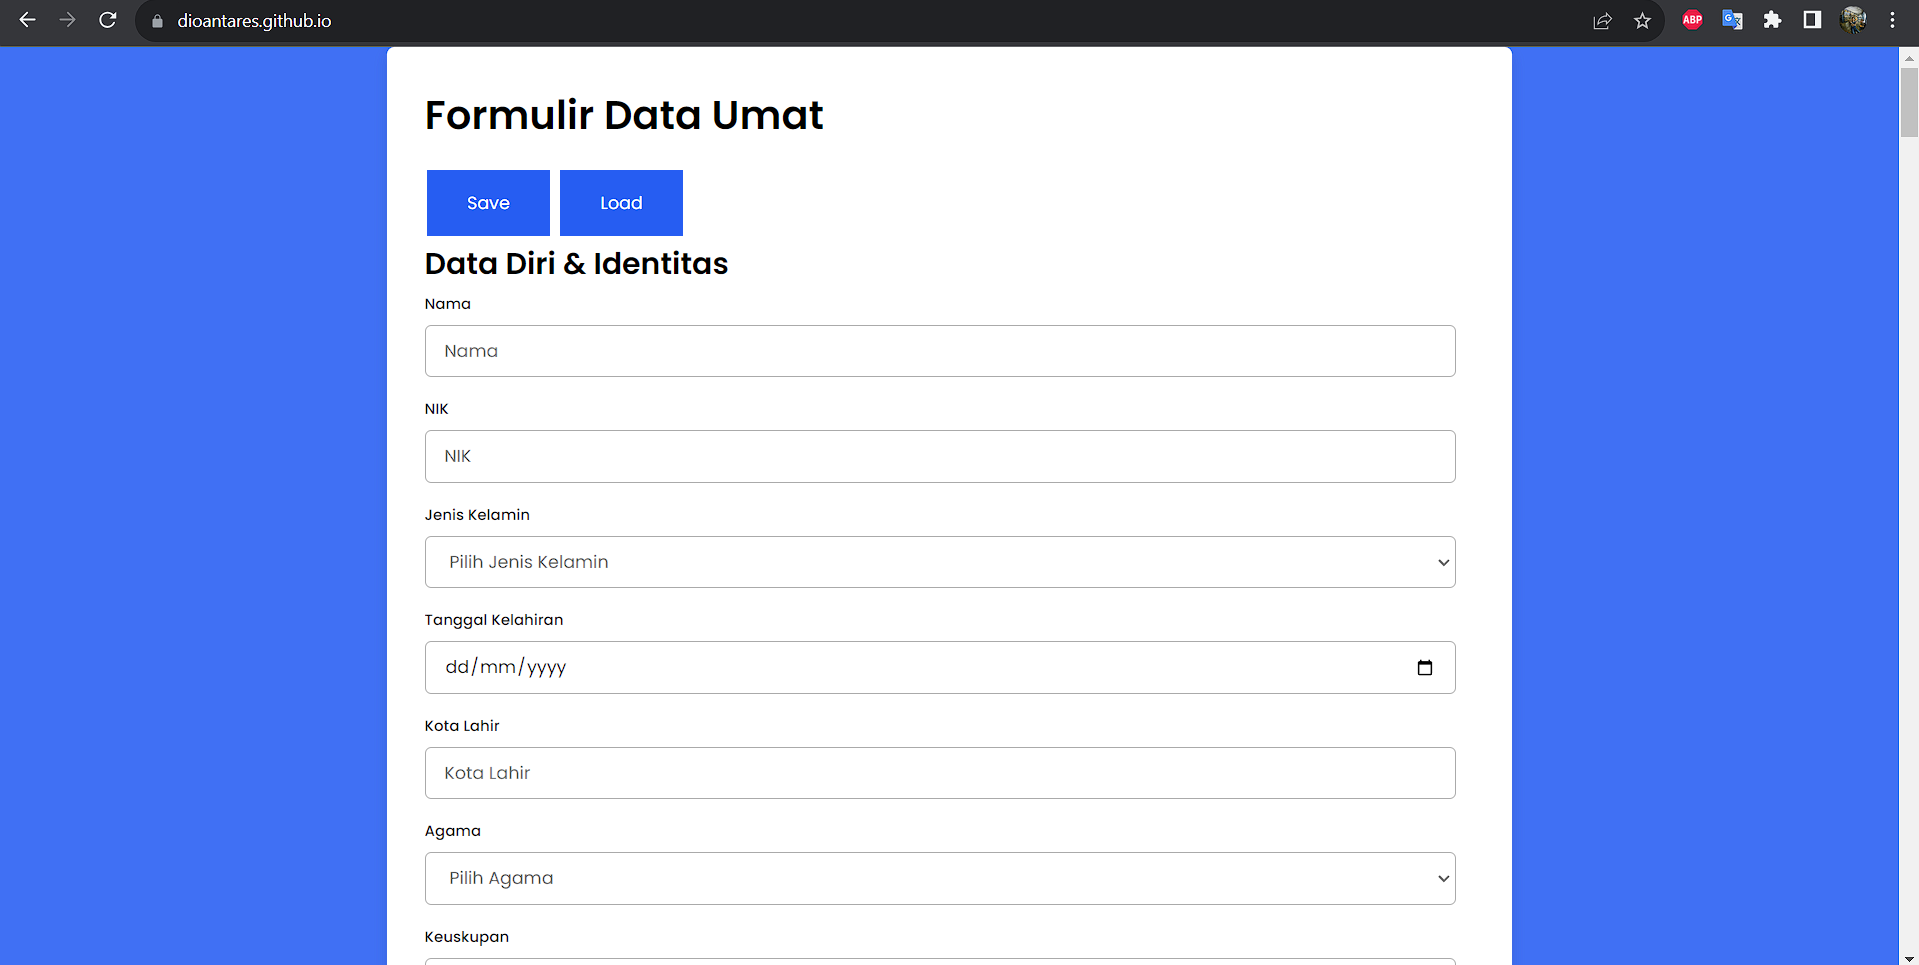 dioantares.github.io
ABP
Formulir Data Umat
Save Load
Data Diri & Identitas
Nama
Nama
NIK
NIK
Jenis Kelamin
Pilih Jenis Kelamin
Tanggal Kelahiran
dd/mm/yyyy
Kota Lahir
Kota Lahir
Agama
Pilih Agama
Keuskupan